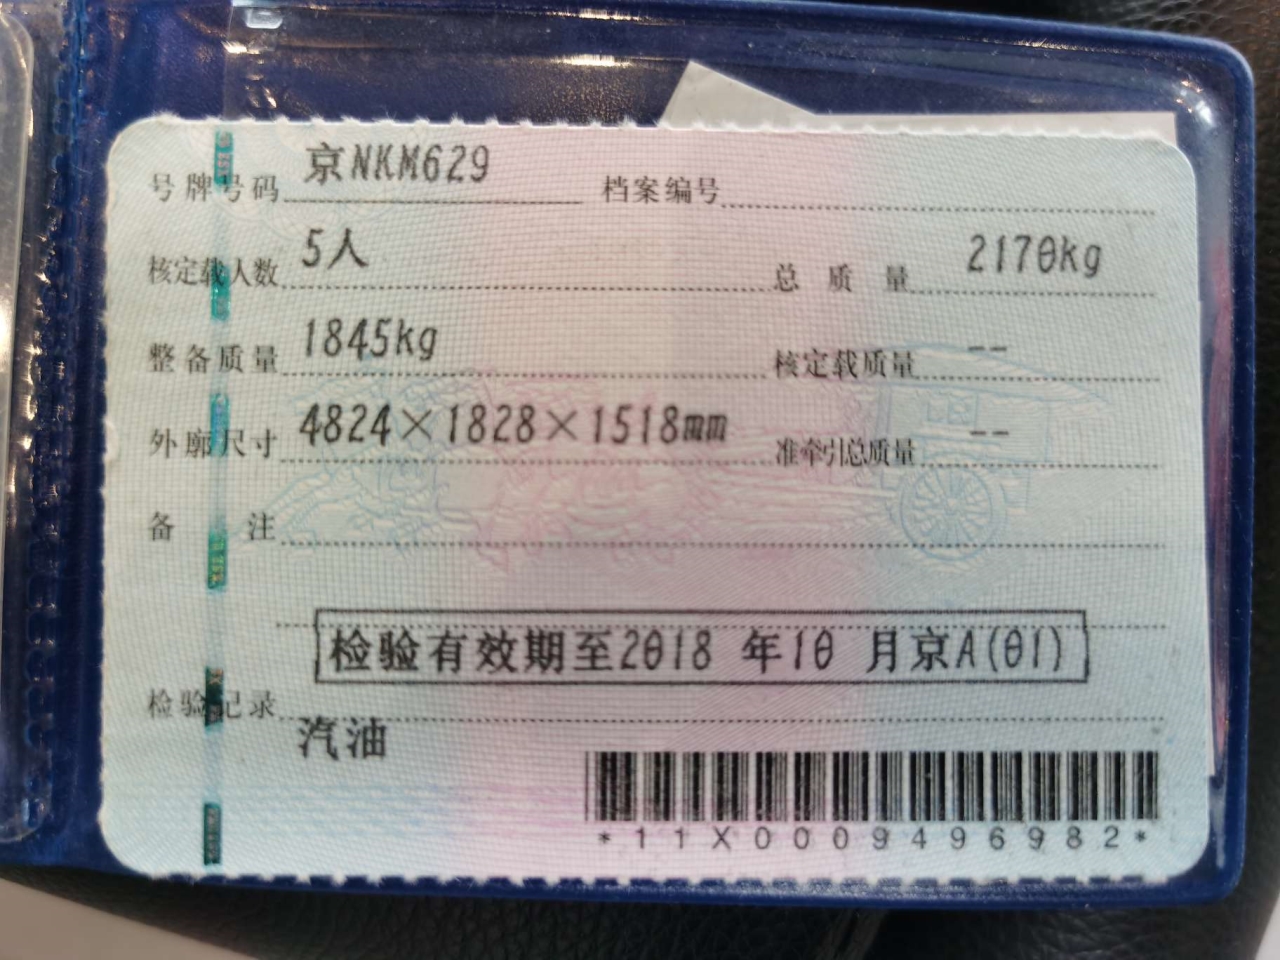 号牌号码 京NKM629 档案编号
核定载人数 5人 总质量 2170kg
整备质量 1845kg 核定载质量 --
外廓尺寸 4824×1828×1518mm 准牵引总质量 --
备注
检验有效期至2018 年10 月京A(01)
检验记录
汽油
*11X0009496982*